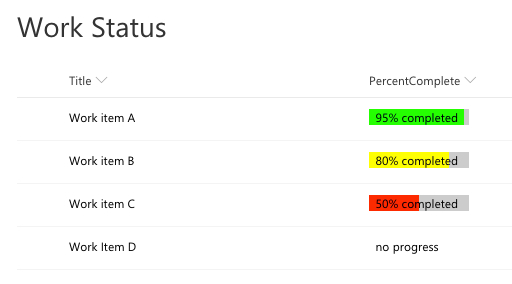 Work Status
Title PercentComplete
Work item A 95% completed
Work item B 80% completed
Work item C 50% completed
Work Item D no progress